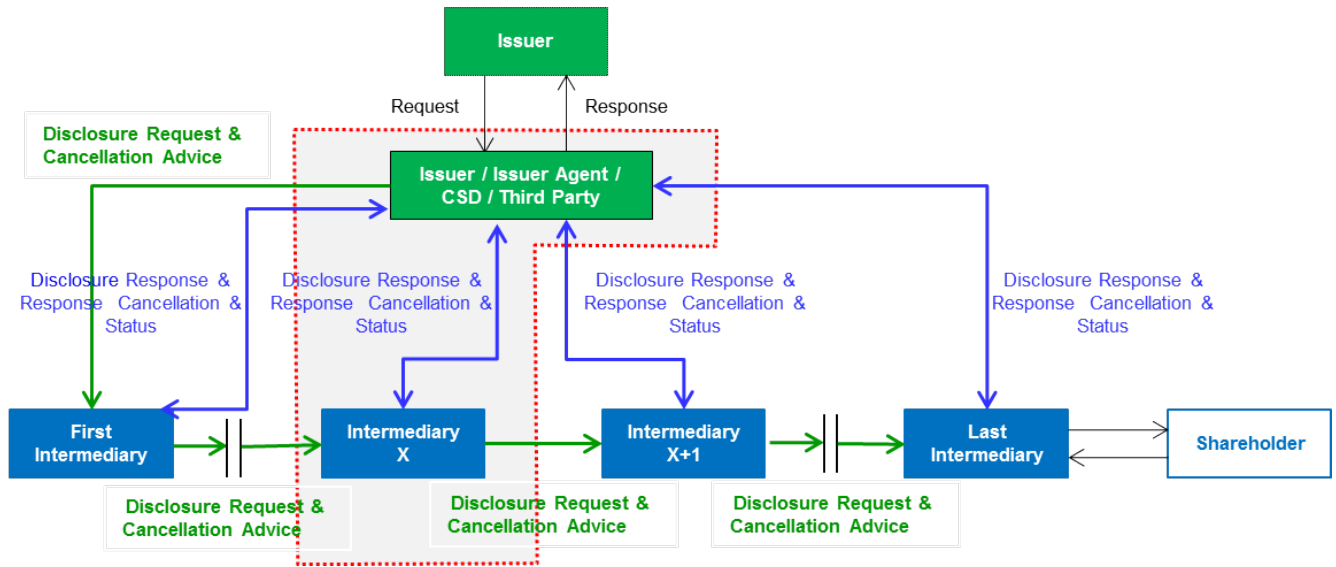 Issuer
Request
Response
Disclosure Request &
Cancellation Advice
Issuer / Issuer Agent /
CSD / Third Party
Disclosure Response &
Response Cancellation &
Status
Disclosure Response &
Response Cancellation &
Status
Disclosure Response &
Response Cancellation &
Status
Disclosure Response &
Response Cancellation &
Status
First
Intermediary
Intermediary
X
Intermediary
X+1
Last
Intermediary
Shareholder
Disclosure Request &
Cancellation Advice
Disclosure Request &
Cancellation Advice
Disclosure Request &
Cancellation Advice